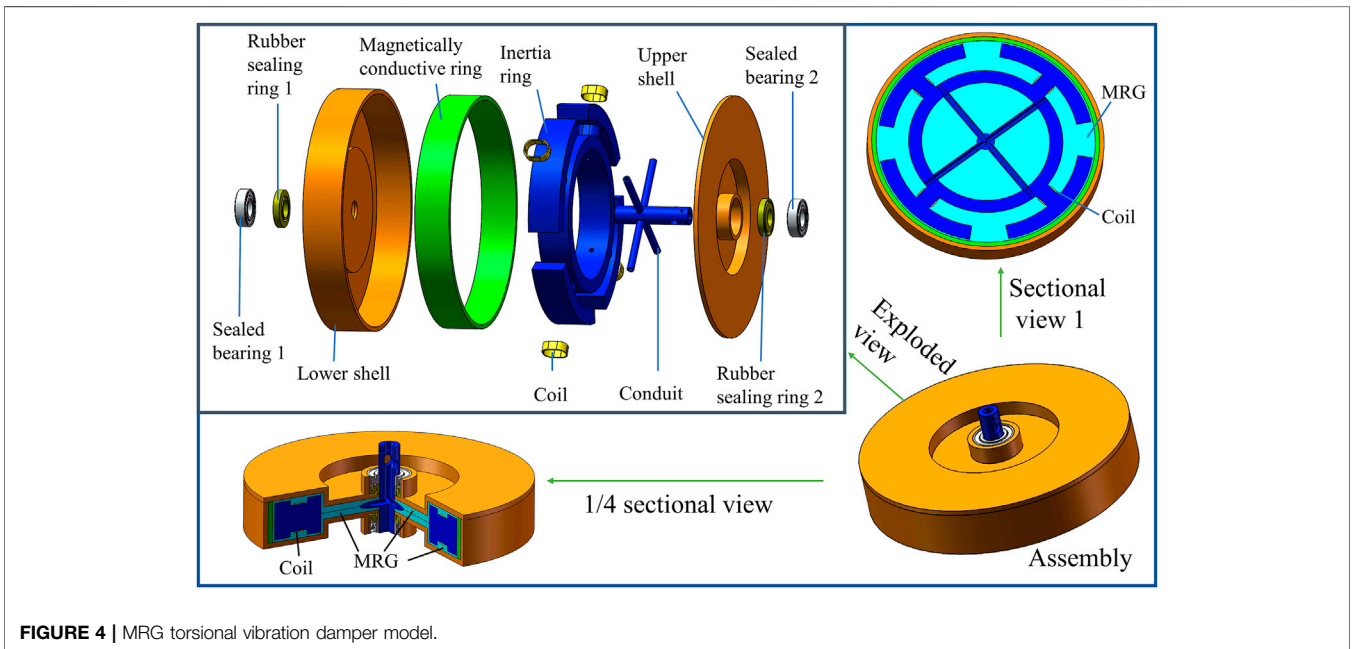 Rubber
sealing
ring 1
Magnetically
conductive ring
Inertia
ring
Upper
shell
Sealed
bearing 2
MRG
Coil
Sealed
bearing 1
Lower shell
Coil
Conduit
Rubber
sealing ring 2
Sectional
view 1
Exploded
view
1/4 sectional view
Coil
MRG
Assembly
FIGURE 4 | MRG torsional vibration damper model.